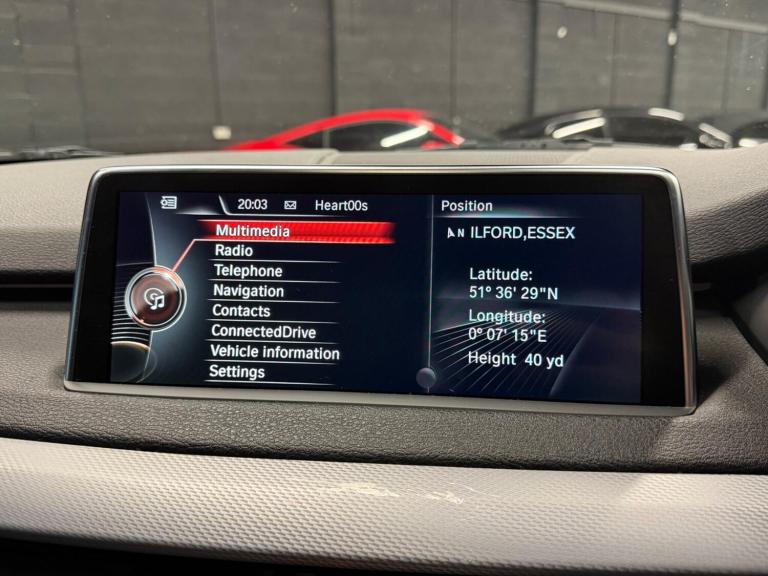 20:03 Heart00s
Multimedia
Radio
Telephone
Navigation
Contacts
ConnectedDrive
Vehicle information
Settings
Position
N ILFORD,ESSEX
Latitude:
51° 36' 29"N
Longitude:
0° 07' 15"E
Height 40 yd